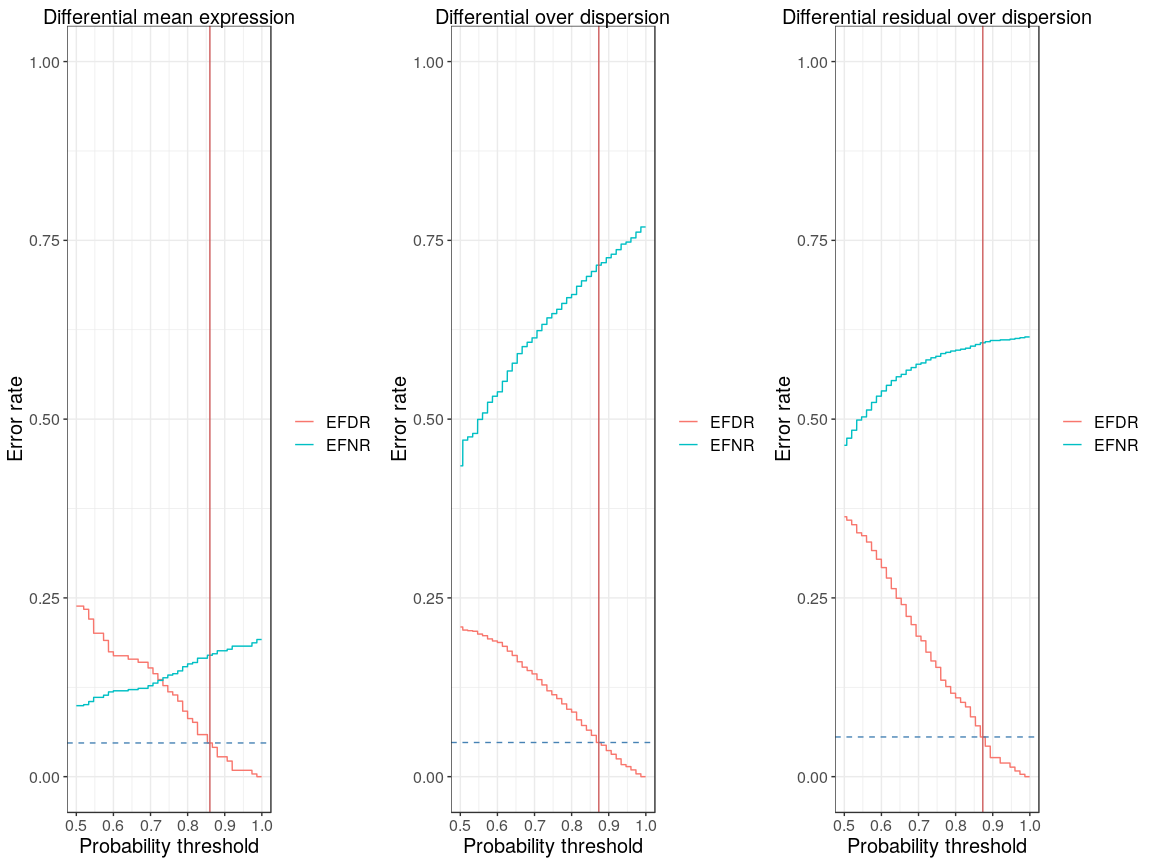 Differential mean expression
1.00
0.75
0.50
0.25
0.00
Error rate
0.5 0.6 0.7 0.8 0.9 1.0
Probability threshold
EFDR
EFNR
Differential over dispersion
1.00
0.75
0.50
0.25
0.00
Error rate
0.5 0.6 0.7 0.8 0.9 1.0
Probability threshold
EFDR
EFNR
Differential residual over dispersion
1.00
0.75
0.50
0.25
0.00
Error rate
0.5 0.6 0.7 0.8 0.9 1.0
Probability threshold
EFDR
EFNR